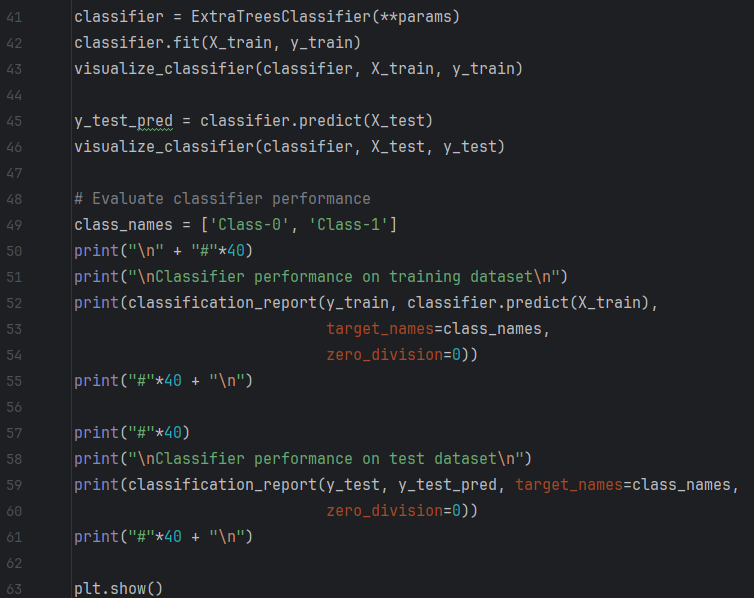 41 classifier = ExtraTreesClassifier(**params)
42 classifier.fit(X_train, y_train)
43 visualize_classifier(classifier, X_train, y_train)
44
45 y_test_pred = classifier.predict(X_test)
46 visualize_classifier(classifier, X_test, y_test)
47
48 # Evaluate classifier performance
49 class_names = ['Class-0', 'Class-1']
50 print("\n" + "#"*40)
51 print("\nClassifier performance on training dataset\n")
52 print(classification_report(y_train, classifier.predict(X_train),
53                             target_names=class_names,
54                             zero_division=0))
55 print("#"*40 + "\n")
56
57 print("#"*40)
58 print("\nClassifier performance on test dataset\n")
59 print(classification_report(y_test, y_test_pred, target_names=class_names,
60                             zero_division=0))
61 print("#"*40 + "\n")
62
63 plt.show()